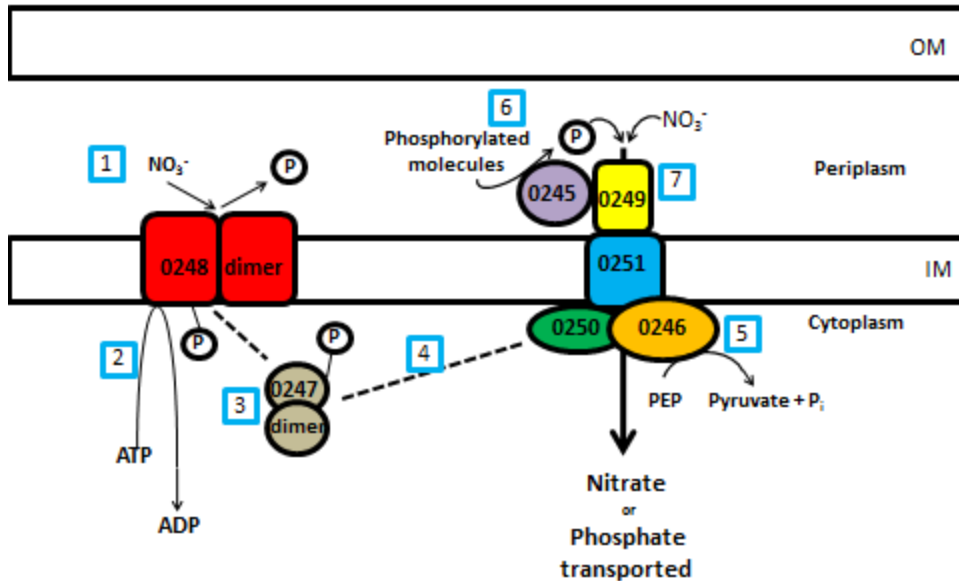 OM
6
1
NO₃⁻
P
Phosphorylated
molecules
P
NO₃⁻
Periplasm
0245
0249
7
0248 dimer
0251
IM
P
0250
0246
Cytoplasm
5
2
P
4
3
0247
dimer
PEP
Pyruvate + Pᵢ
ATP
ADP
Nitrate
or
Phosphate
transported